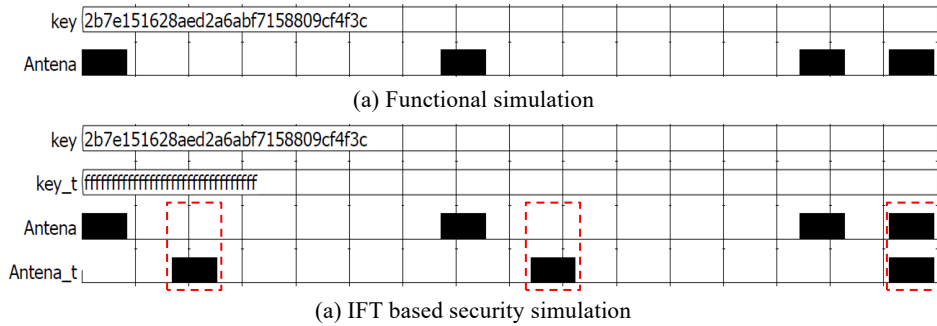 key 2b7e151628aed2a6abf7158809cf4f3c
Antena
(a) Functional simulation
key 2b7e151628aed2a6abf7158809cf4f3c
key_t ffffffffffffffffffffffffffffffff
Antena
Antena_t
(a) IFT based security simulation